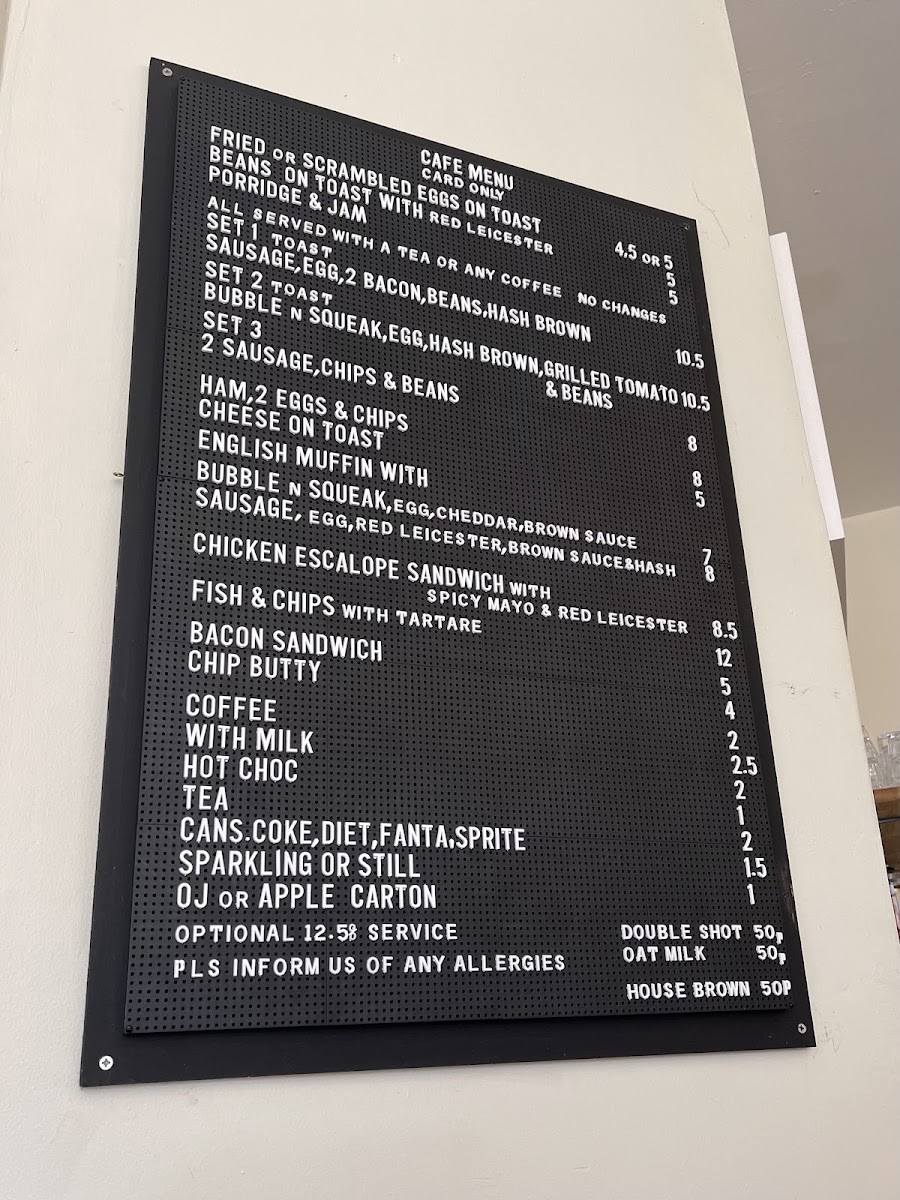 CAFE MENU
CARD ONLY
FRIED OR SCRAMBLED EGGS ON TOAST 4,5 OR 5
BEANS ON TOAST WITH RED LEICESTER 5
PORRIDGE & JAM 5
ALL SERVED WITH A TEA OR ANY COFFEE NO CHANGES
SET 1 TOAST
SAUSAGE,EGG,2 BACON,BEANS,HASH BROWN 10.5
SET 2 TOAST
BUBBLE N SQUEAK,EGG,HASH BROWN,GRILLED TOMATO 10.5
& BEANS
SET 3
2 SAUSAGE,CHIPS & BEANS 8
HAM,2 EGGS & CHIPS 8
CHEESE ON TOAST 5
ENGLISH MUFFIN WITH
BUBBLE N SQUEAK,EGG,CHEDDAR,BROWN SAUCE 7
SAUSAGE, EGG,RED LEICESTER,BROWN SAUCE&HASH 8
CHICKEN ESCALOPE SANDWICH WITH
SPICY MAYO & RED LEICESTER 8.5
FISH & CHIPS WITH TARTARE 12
BACON SANDWICH 5
CHIP BUTTY 4
COFFEE 2
WITH MILK 2.5
HOT CHOC 2
TEA 1
CANS.COKE,DIET,FANTA,SPRITE 2
SPARKLING OR STILL 1.5
OJ OR APPLE CARTON 1
OPTIONAL 12.5% SERVICE
PLS INFORM US OF ANY ALLERGIES
DOUBLE SHOT 50p
OAT MILK 50p
HOUSE BROWN 50P